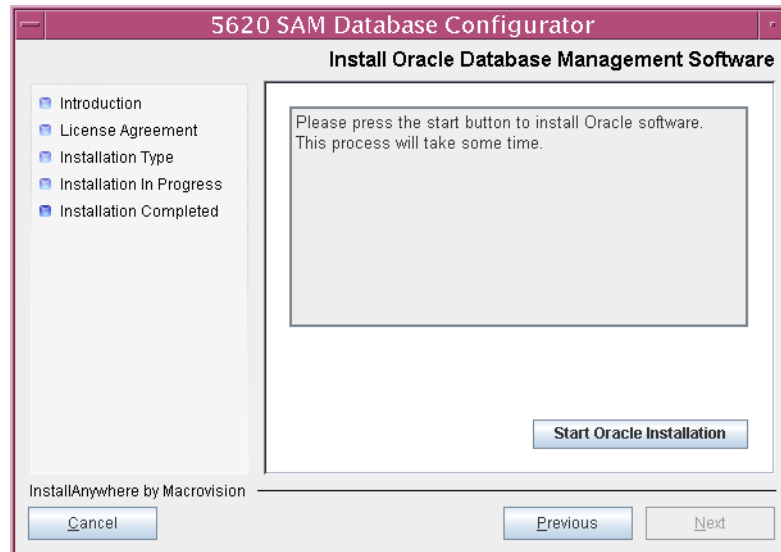 5620 SAM Database Configurator
Install Oracle Database Management Software
Introduction
License Agreement
Installation Type
Installation In Progress
Installation Completed
Please press the start button to install Oracle software.
This process will take some time.
Start Oracle Installation
InstallAnywhere by Macrovision
Cancel
Previous
Next